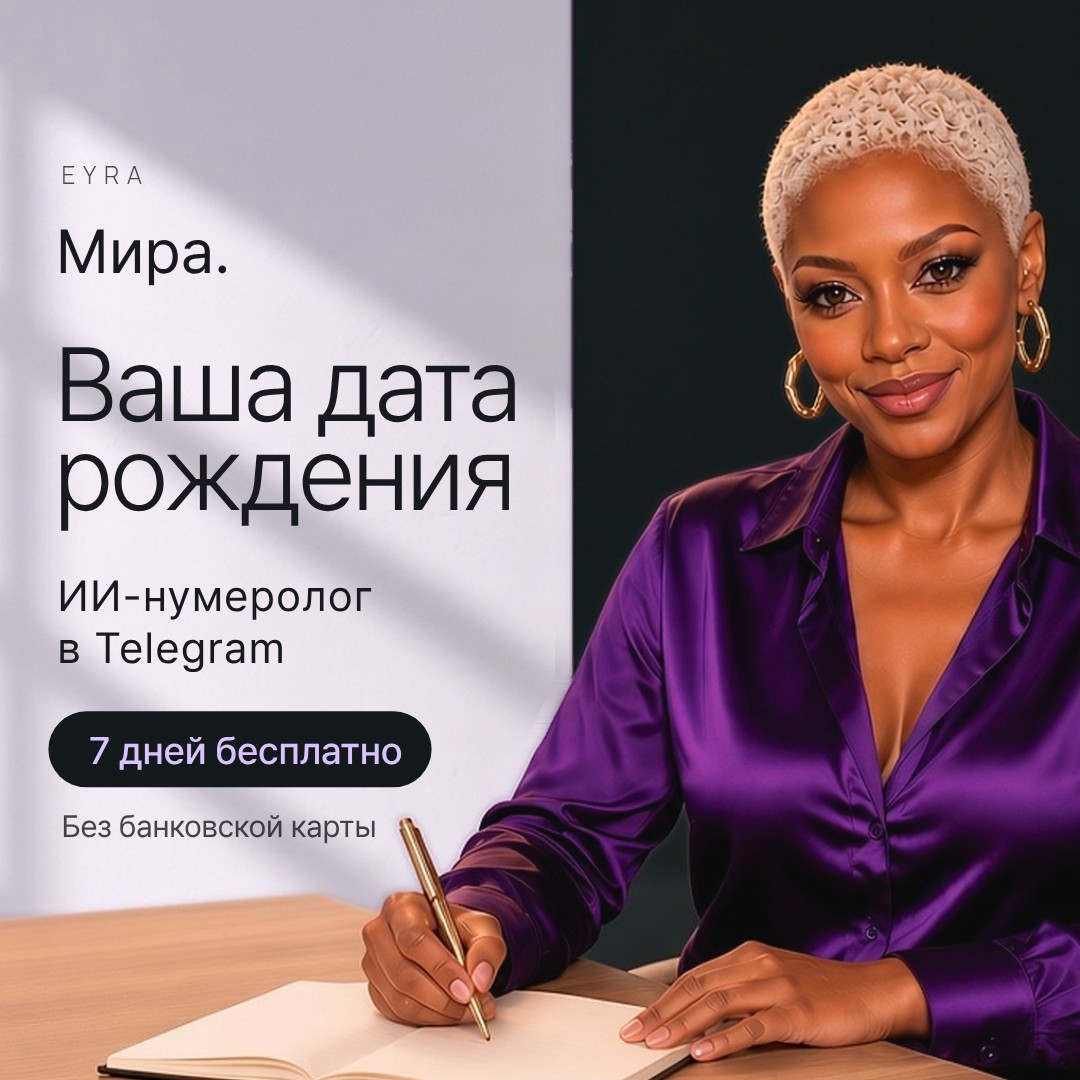 EYRA
Мира.
Ваша дата
рождения
ИИ-нумеролог
в Telegram
7 дней бесплатно
Без банковской карты